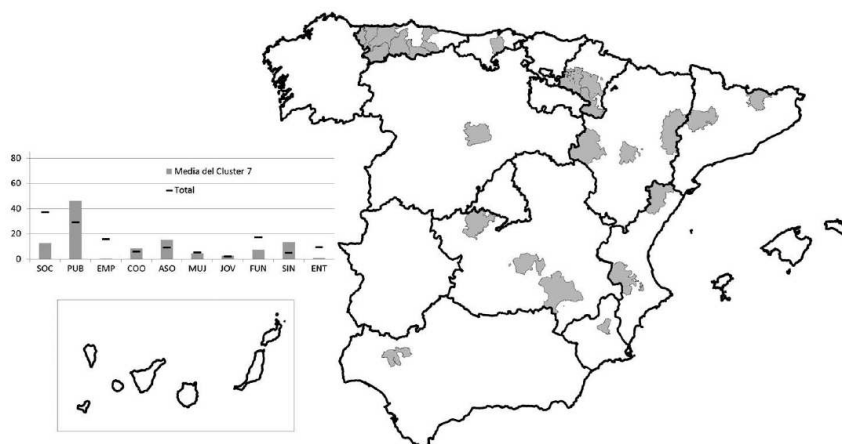 80
60
40
20
0
Media del Cluster 7
Total
SOC PUB EMP COO ASO MUJ JOV FUN SIN ENT